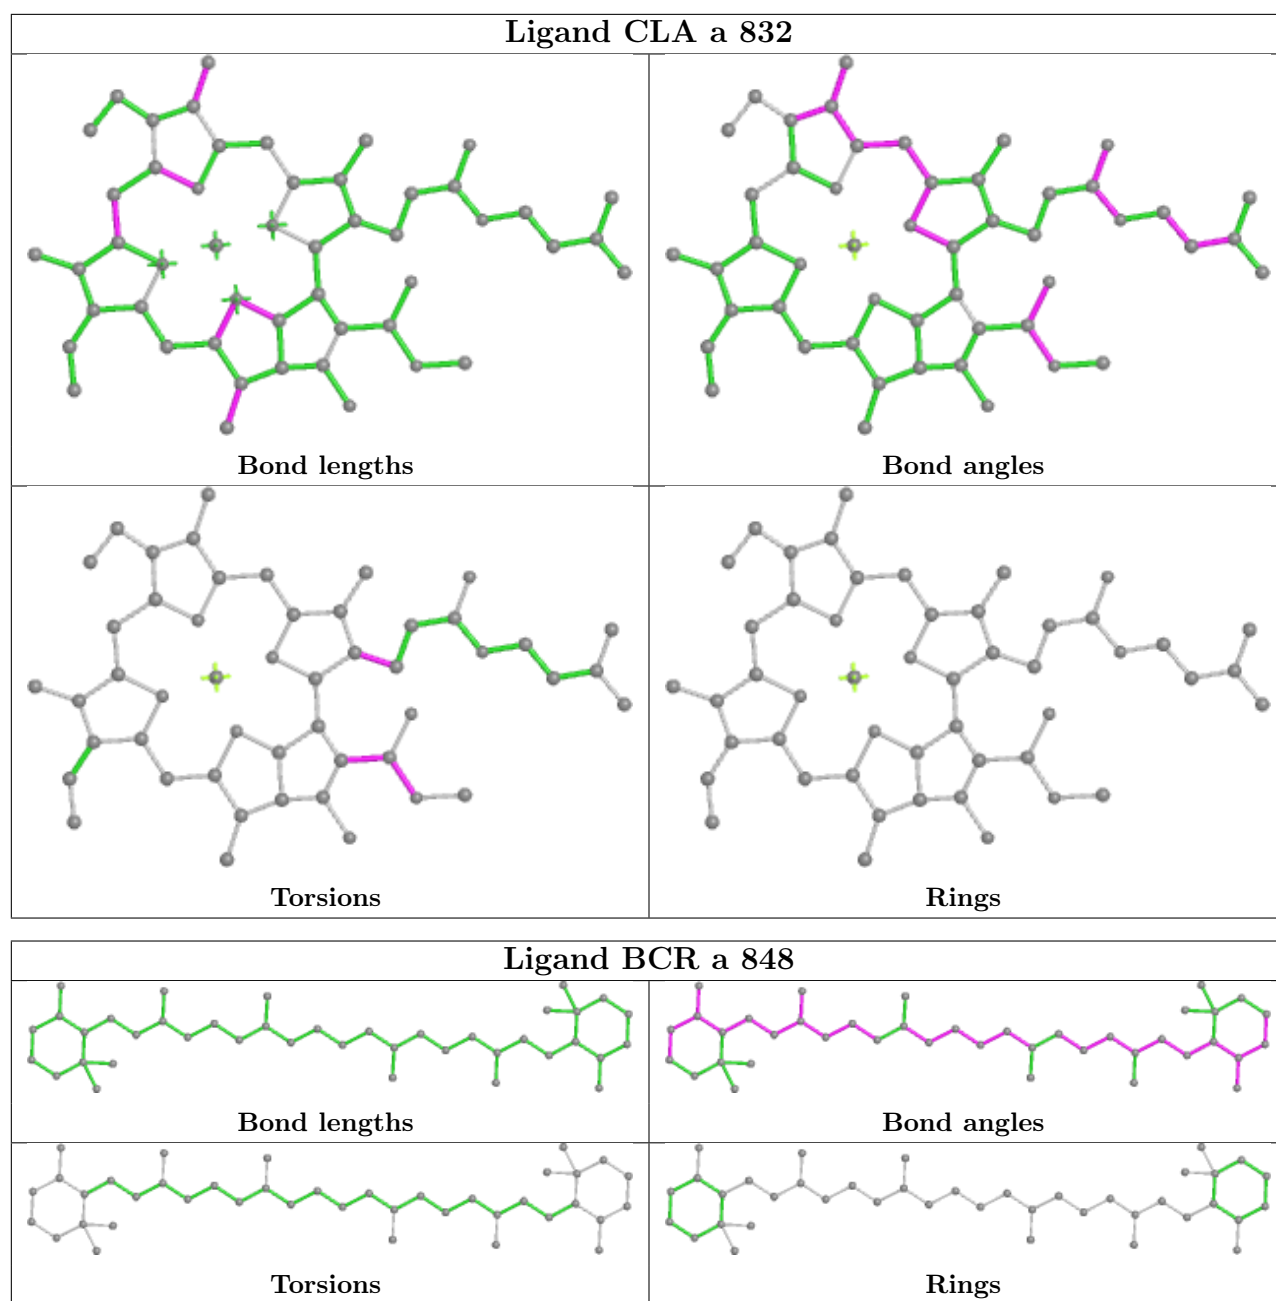 Ligand CLA a 832
Bond lengths
Bond angles
Torsions
Rings
Ligand BCR a 848
Bond lengths
Bond angles
Torsions
Rings